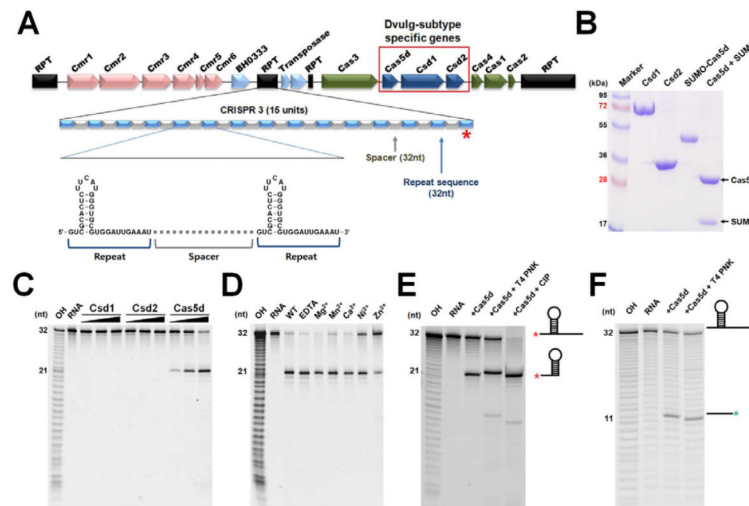 A
Dvulg-subtype
specific genes
RPT Cmr1 Cmr2 Cmr3 Cmr4 Cmr5 Cmr6 BH0333 RPT Transposase RPT Cas3 Cas5d Csd1 Csd2 Cas4 Cas1 Cas2 RPT
CRISPR 3 (15 units)
*
Spacer (32nt)
Repeat sequence
(32nt)
5'- GUC GUGGAUUGAAAU GUC GUGGAUUGAAAU -3'
Repeat Spacer Repeat
B
(kDa) Marker Csd1 Csd2 SUMO-Cas5d Cas5d + SUM
95
72
55
36
28
17
Cas5
SUM
C
(nt) OH RNA Csd1 Csd2 Cas5d
32
21
D
(nt) OH RNA WT EDTA Mg2+ Mn2+ Ca2+ Ni2+ Zn2+
32
21
E
(nt) OH RNA +Cas5d +Cas5d + T4 PNK +Cas5d + CIP
32 *
21 *
F
(nt) OH RNA +Cas5d +Cas5d + T4 PNK
32
11 *